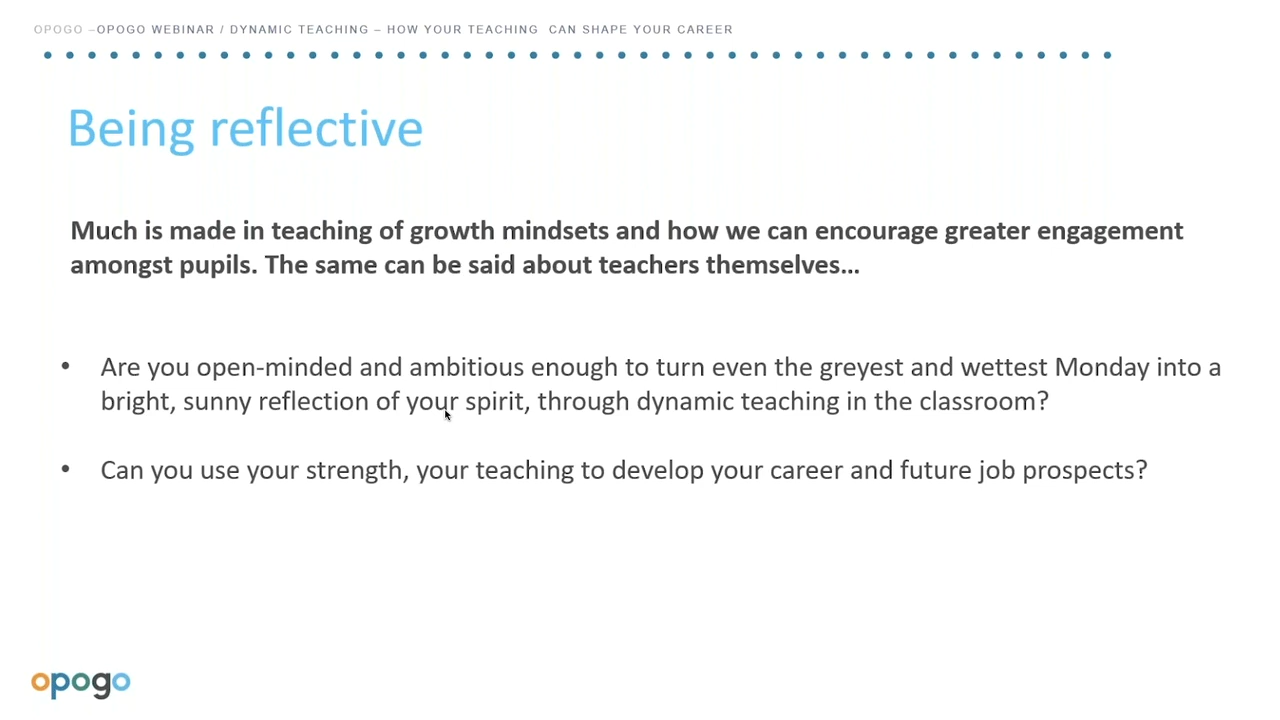 OPOGO –OPOGO WEBINAR / DYNAMIC TEACHING – HOW YOUR TEACHING  CAN SHAPE YOUR CAREER
Being reflective
Much is made in teaching of growth mindsets and how we can encourage greater engagement
amongst pupils. The same can be said about teachers themselves…
• Are you open-minded and ambitious enough to turn even the greyest and wettest Monday into a
bright, sunny reflection of your spirit, through dynamic teaching in the classroom?
• Can you use your strength, your teaching to develop your career and future job prospects?
opogo